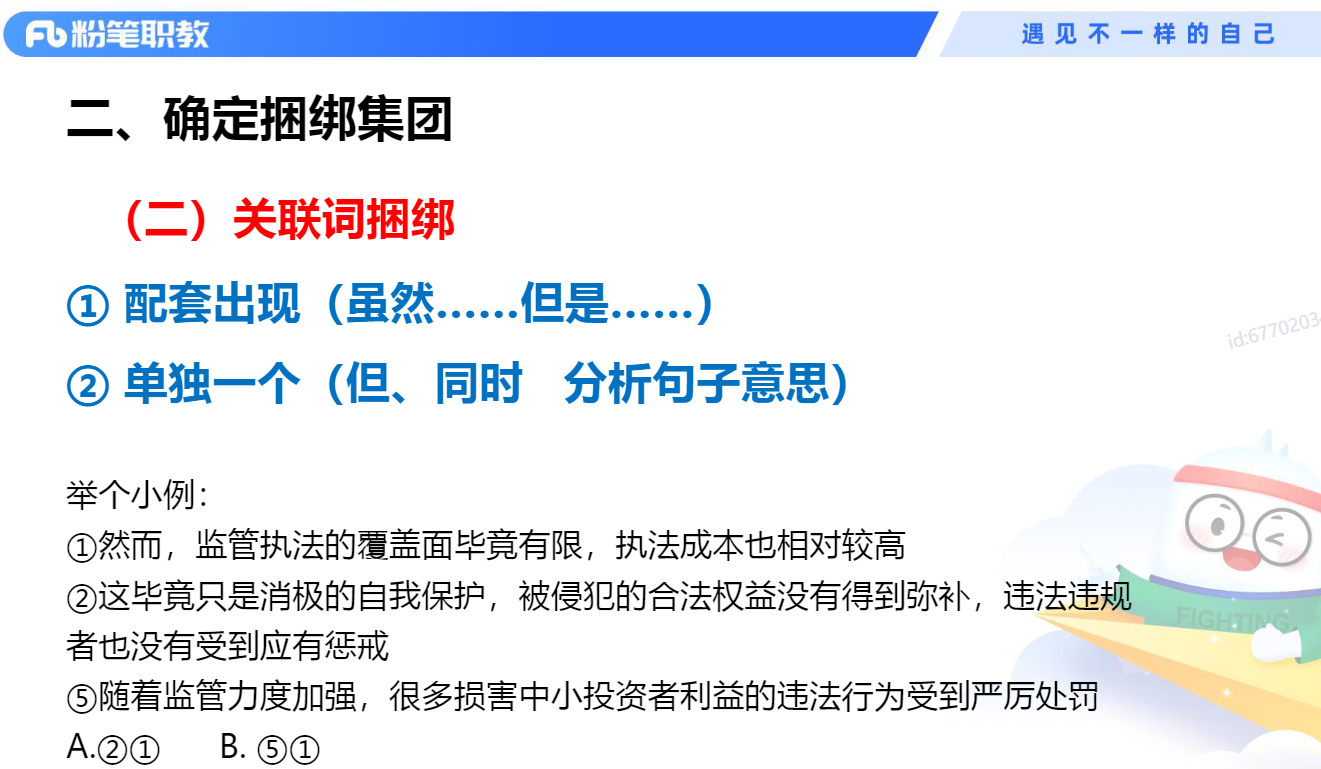 粉笔职教
遇见不一样的自己
二、确定捆绑集团
（二）关联词捆绑
① 配套出现（虽然……但是……）
② 单独一个（但、同时 分析句子意思）
id:6770203
举个小例：
①然而，监管执法的覆盖面毕竟有限，执法成本也相对较高
②这毕竟只是消极的自我保护，被侵犯的合法权益没有得到弥补，违法违规
者也没有受到应有惩戒
FIGHTING.
⑤随着监管力度加强，很多损害中小投资者利益的违法行为受到严厉处罚
A.②① B. ⑤①